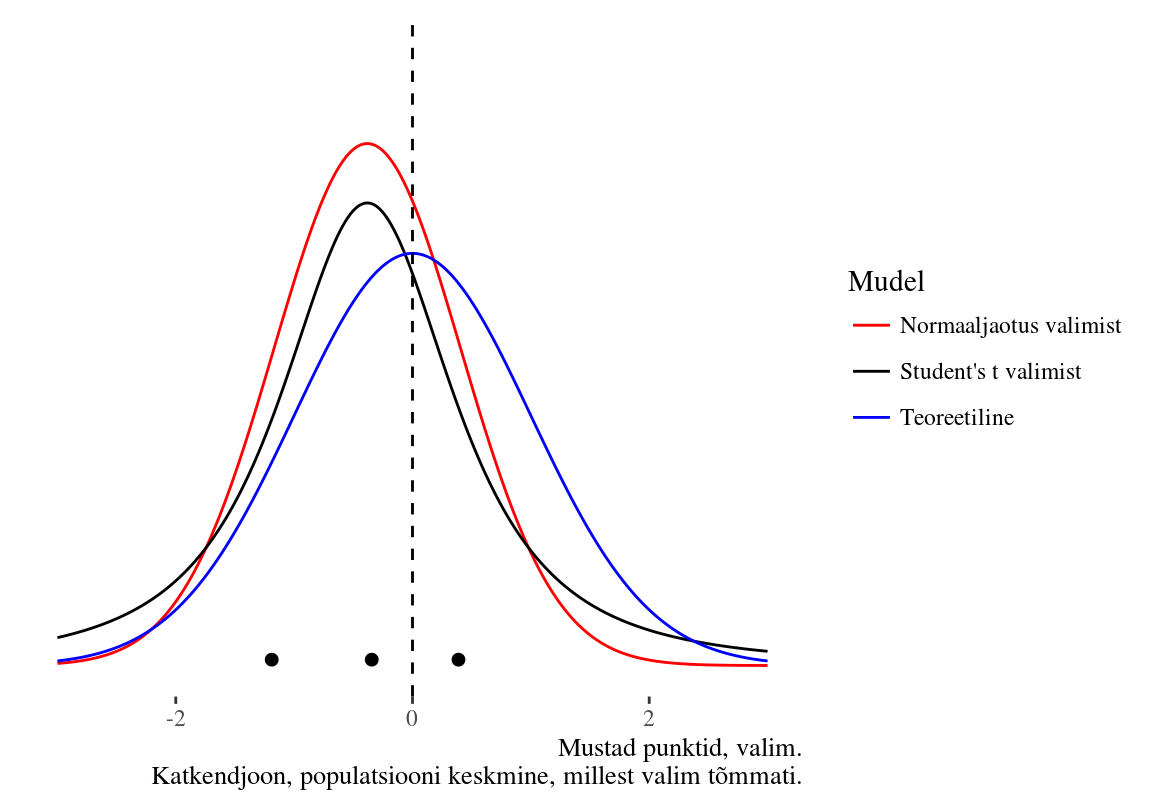 Mudel
Normaaljaotus valimist
Student's t valimist
Teoreetiline
-2
0
2
Mustad punktid, valim.
Katkendjoon, populatsiooni keskmine, millest valim tõmmati.